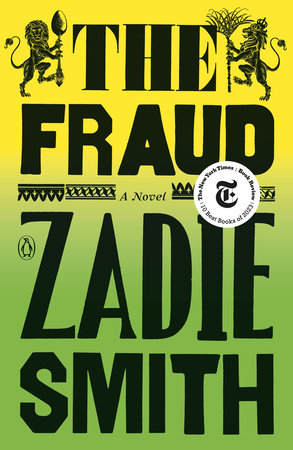 THE
FRAUD
A Novel
The New York Times Book Review
T
10 Best Books of 2023
ZADIE
SMITH